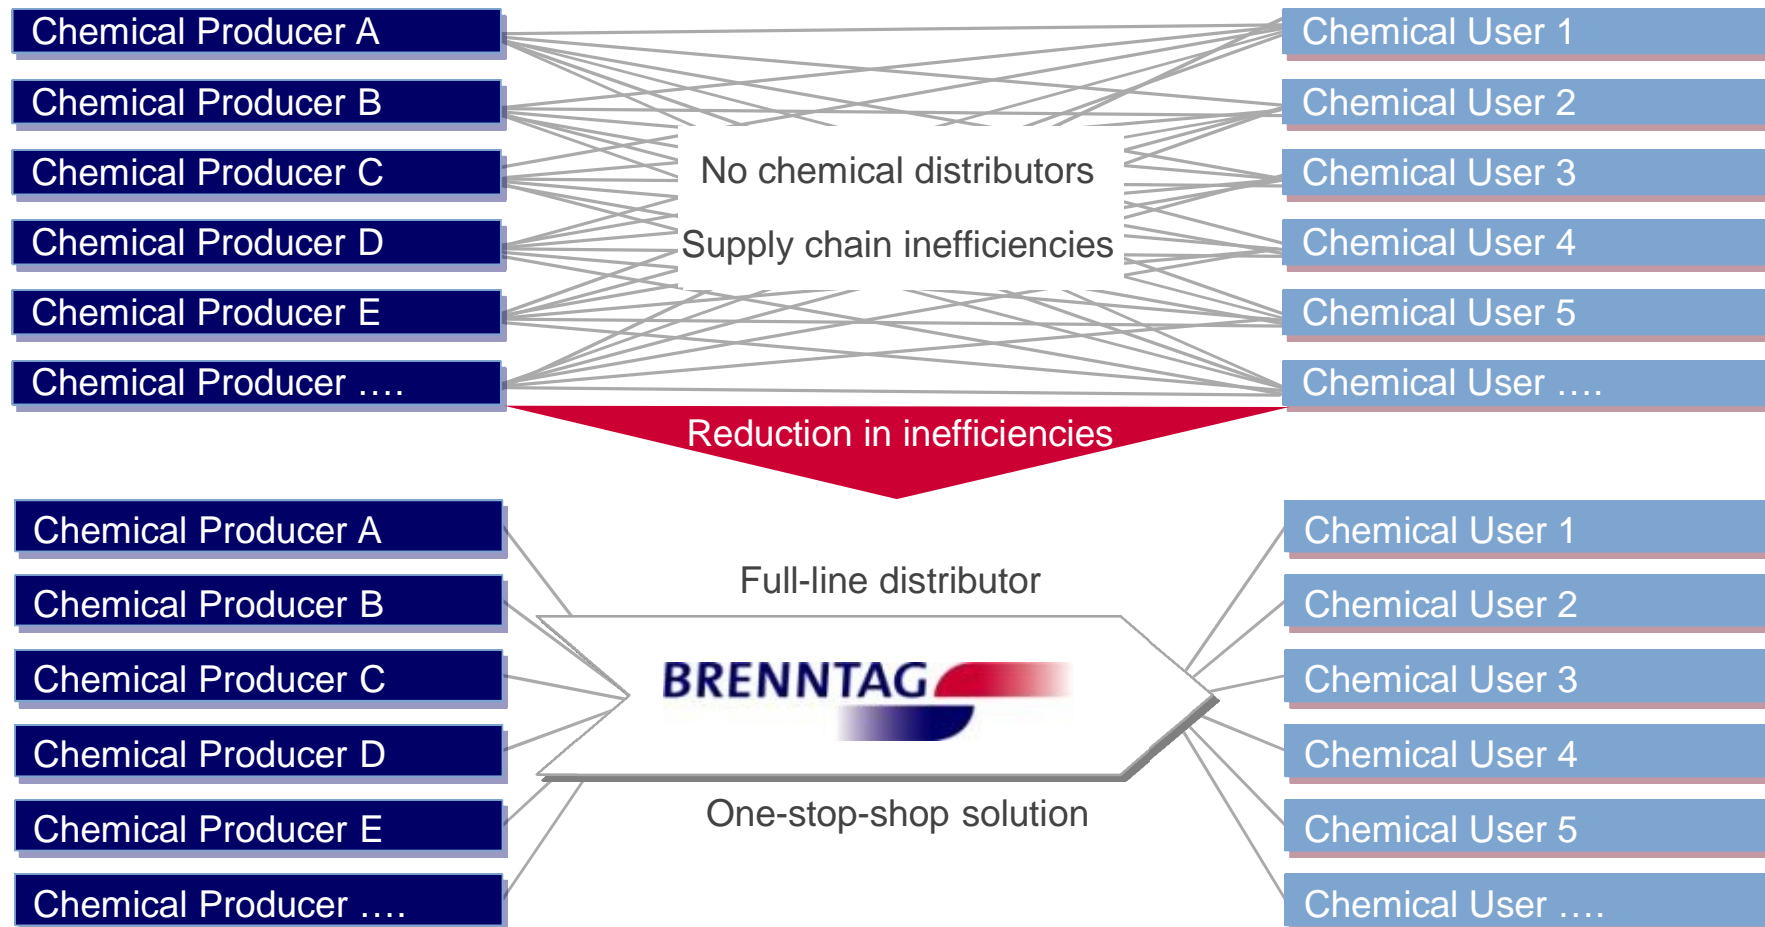 Chemical Producer A
Chemical User 1
Chemical Producer B
Chemical User 2
Chemical Producer C
No chemical distributors
Chemical User 3
Chemical Producer D
Supply chain inefficiencies
Chemical User 4
Chemical Producer E
Chemical User 5
Chemical Producer ….
Chemical User ….
Reduction in inefficiencies
Chemical Producer A
Chemical User 1
Full-line distributor
Chemical Producer B
Chemical User 2
Chemical Producer C
BRENNTAG
Chemical User 3
Chemical Producer D
Chemical User 4
One-stop-shop solution
Chemical Producer E
Chemical User 5
Chemical Producer ….
Chemical User ….